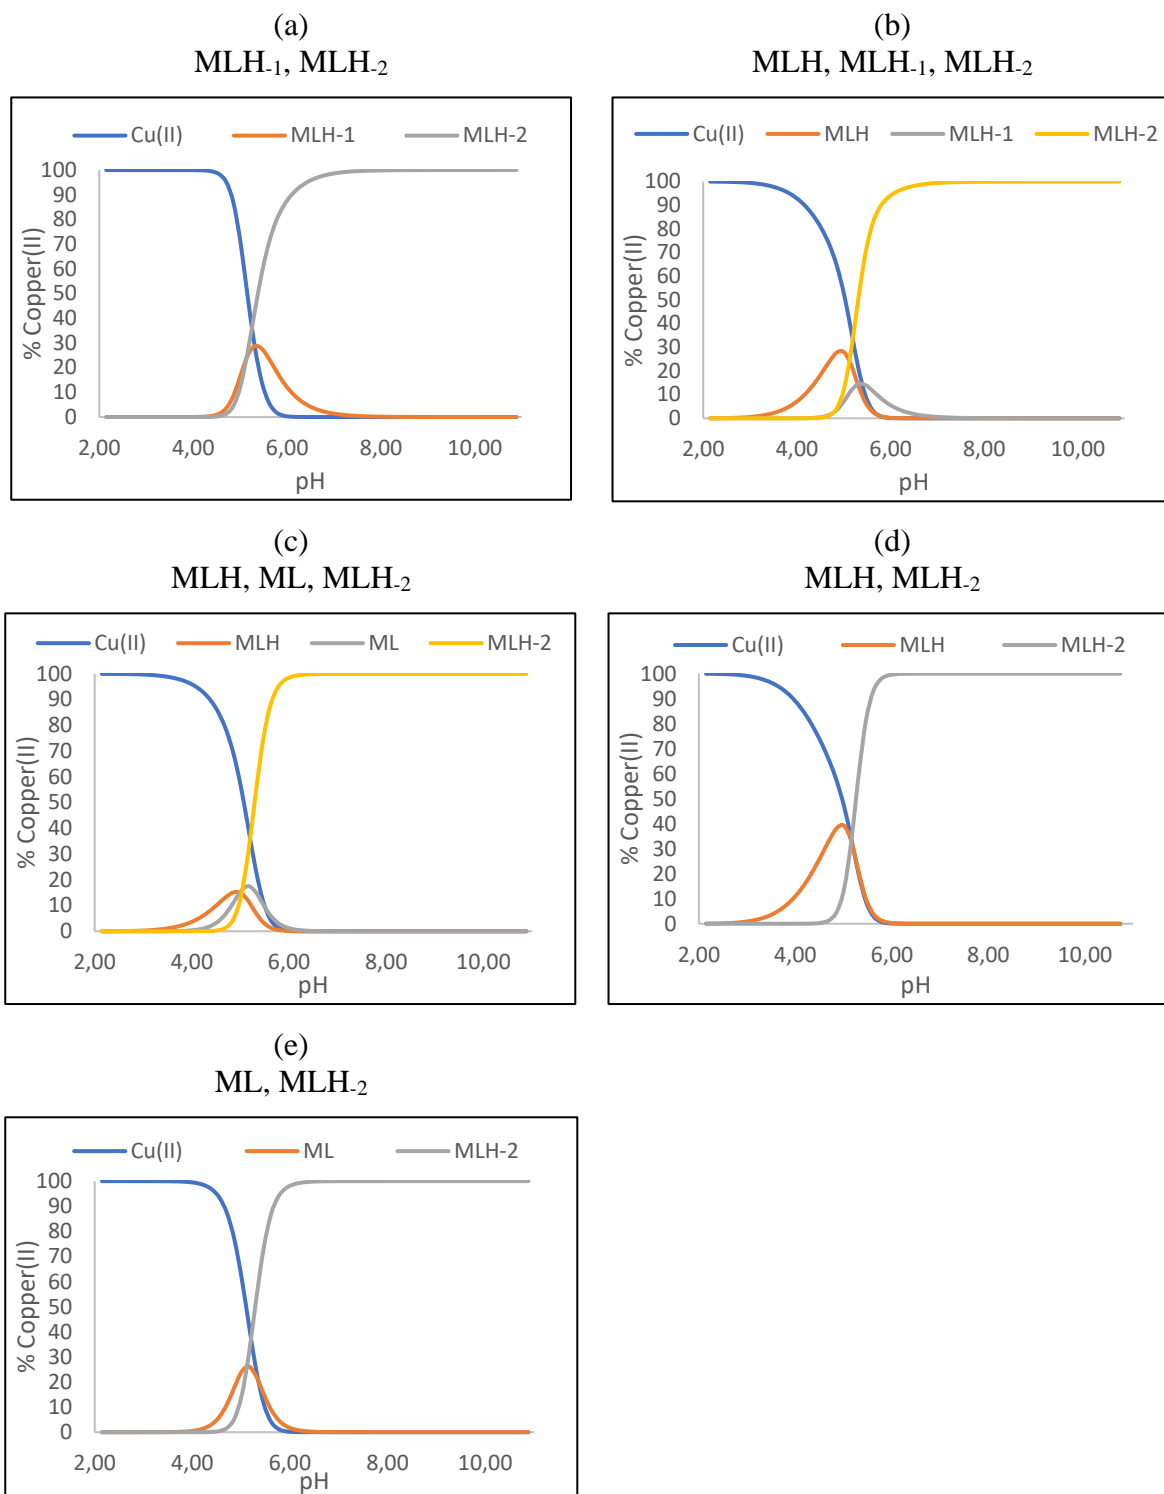 (a)
MLH-1, MLH-2
Cu(II) MLH-1 MLH-2
100
90
80
70
60
50
40
30
20
10
0
% Copper(II)
2,00 4,00 6,00 8,00 10,00
pH
(b)
MLH, MLH-1, MLH-2
Cu(II) MLH MLH-1 MLH-2
100
90
80
70
60
50
40
30
20
10
0
% Copper(II)
2,00 4,00 6,00 8,00 10,00
pH
(c)
MLH, ML, MLH-2
Cu(II) MLH ML MLH-2
100
90
80
70
60
50
40
30
20
10
0
% Copper(II)
2,00 4,00 6,00 8,00 10,00
pH
(d)
MLH, MLH-2
Cu(II) MLH MLH-2
100
90
80
70
60
50
40
30
20
10
0
% Copper(II)
2,00 4,00 6,00 8,00 10,00
pH
(e)
ML, MLH-2
Cu(II) ML MLH-2
100
90
80
70
60
50
40
30
20
10
0
% Copper(II)
2,00 4,00 6,00 8,00 10,00
pH